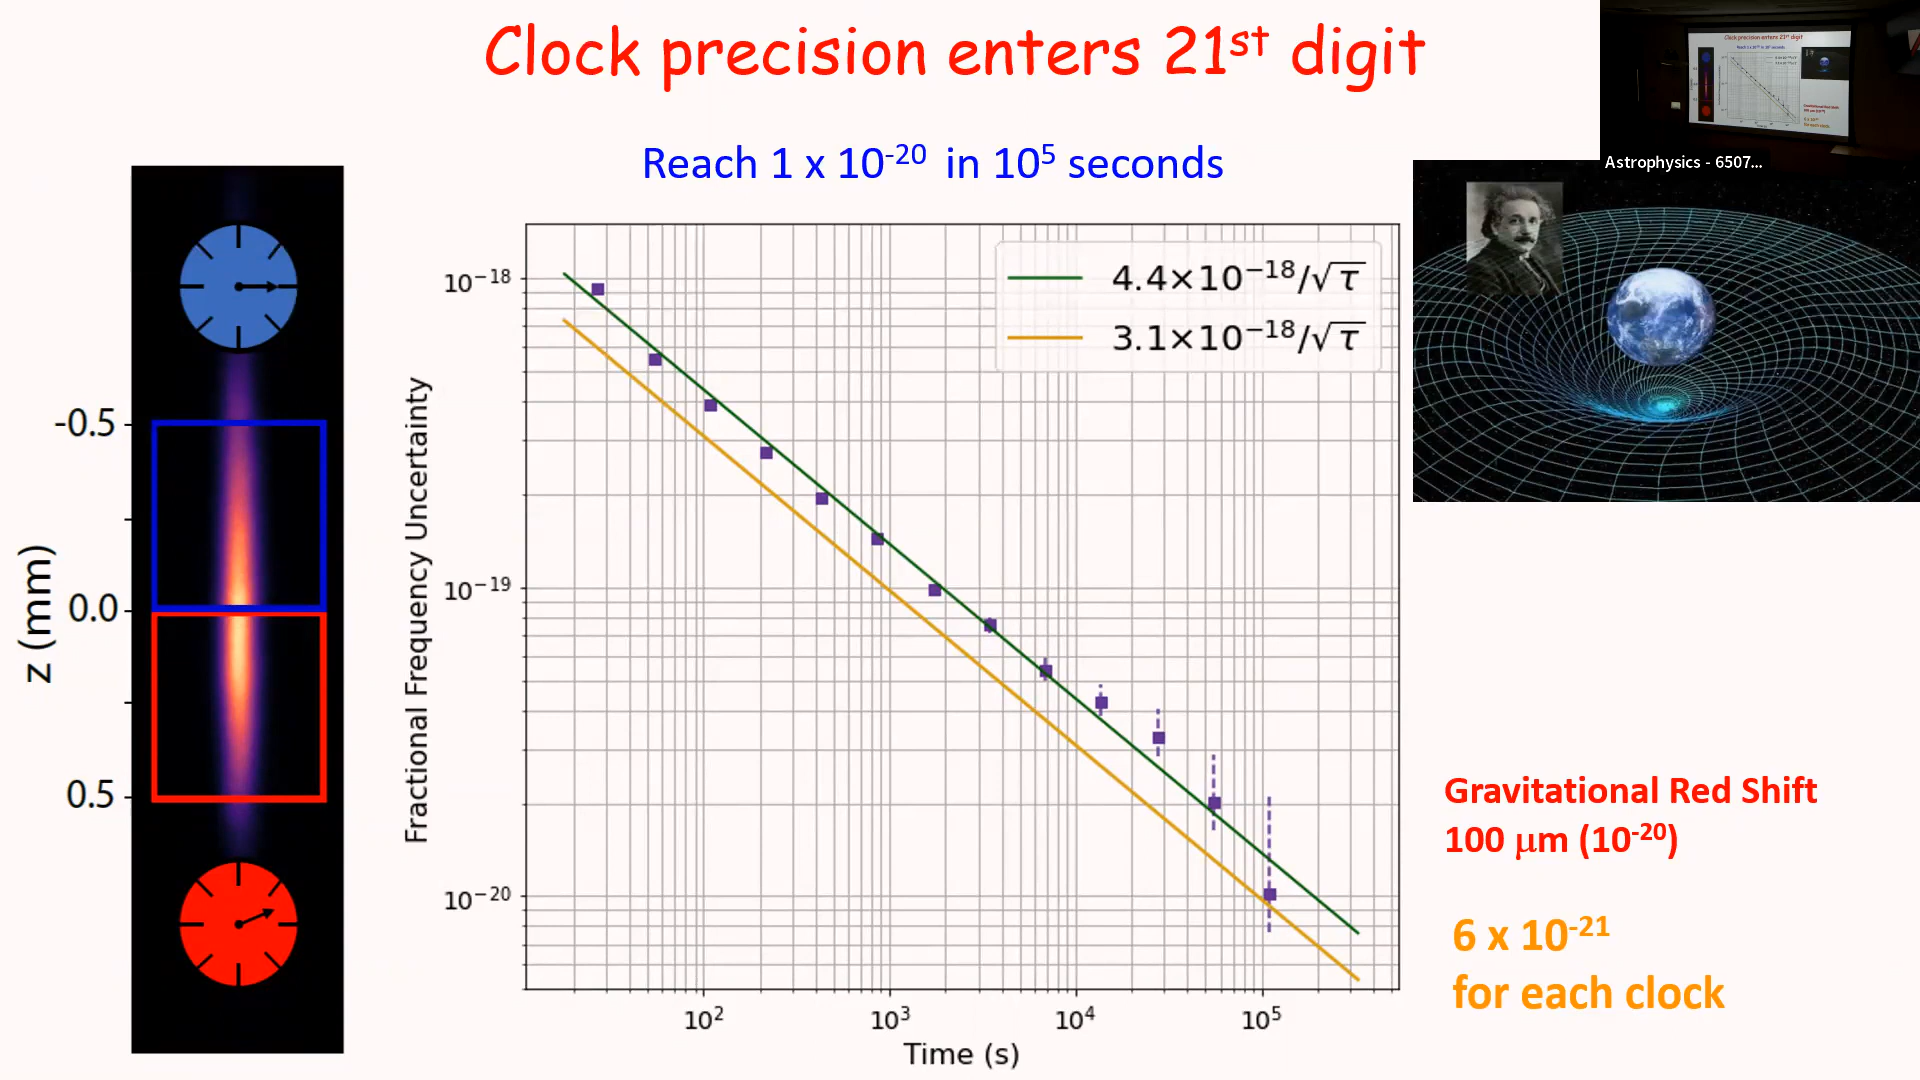 Clock precision enters 21st digit
Reach 1 x 10-20 in 105 seconds
Astrophysics - 6507...
4.4×10−18/√τ
3.1×10−18/√τ
10−18
10−19
10−20
Fractional Frequency Uncertainty
102
103
104
105
Time (s)
z (mm)
-0.5
0.0
0.5
Gravitational Red Shift
100 μm (10-20)
6 x 10-21
for each clock